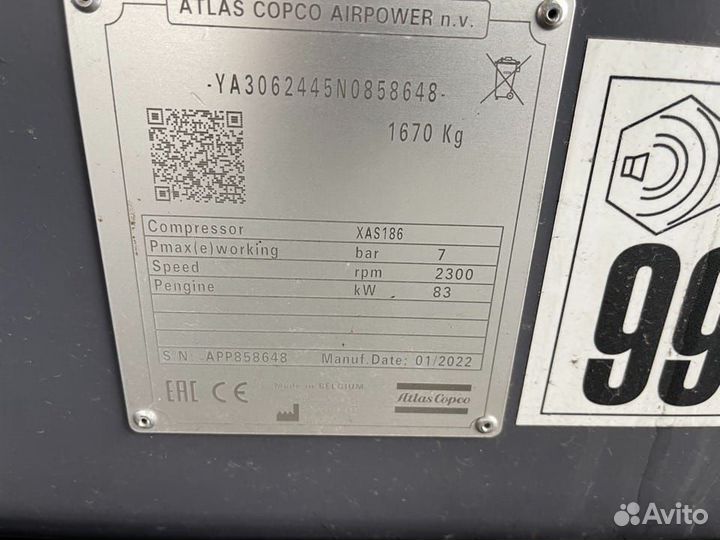 ATLAS COPCO AIRPOWER n.v.
-YA3062445N0858648-
1670 Kg
Compressor XAS186
Pmax(e)working bar 7
Speed rpm 2300
Pengine kW 83
S N: APP858648 Manuf.Date: 01/2022
EAC CE Made in BELGIUM Atlas Copco
99
Avito